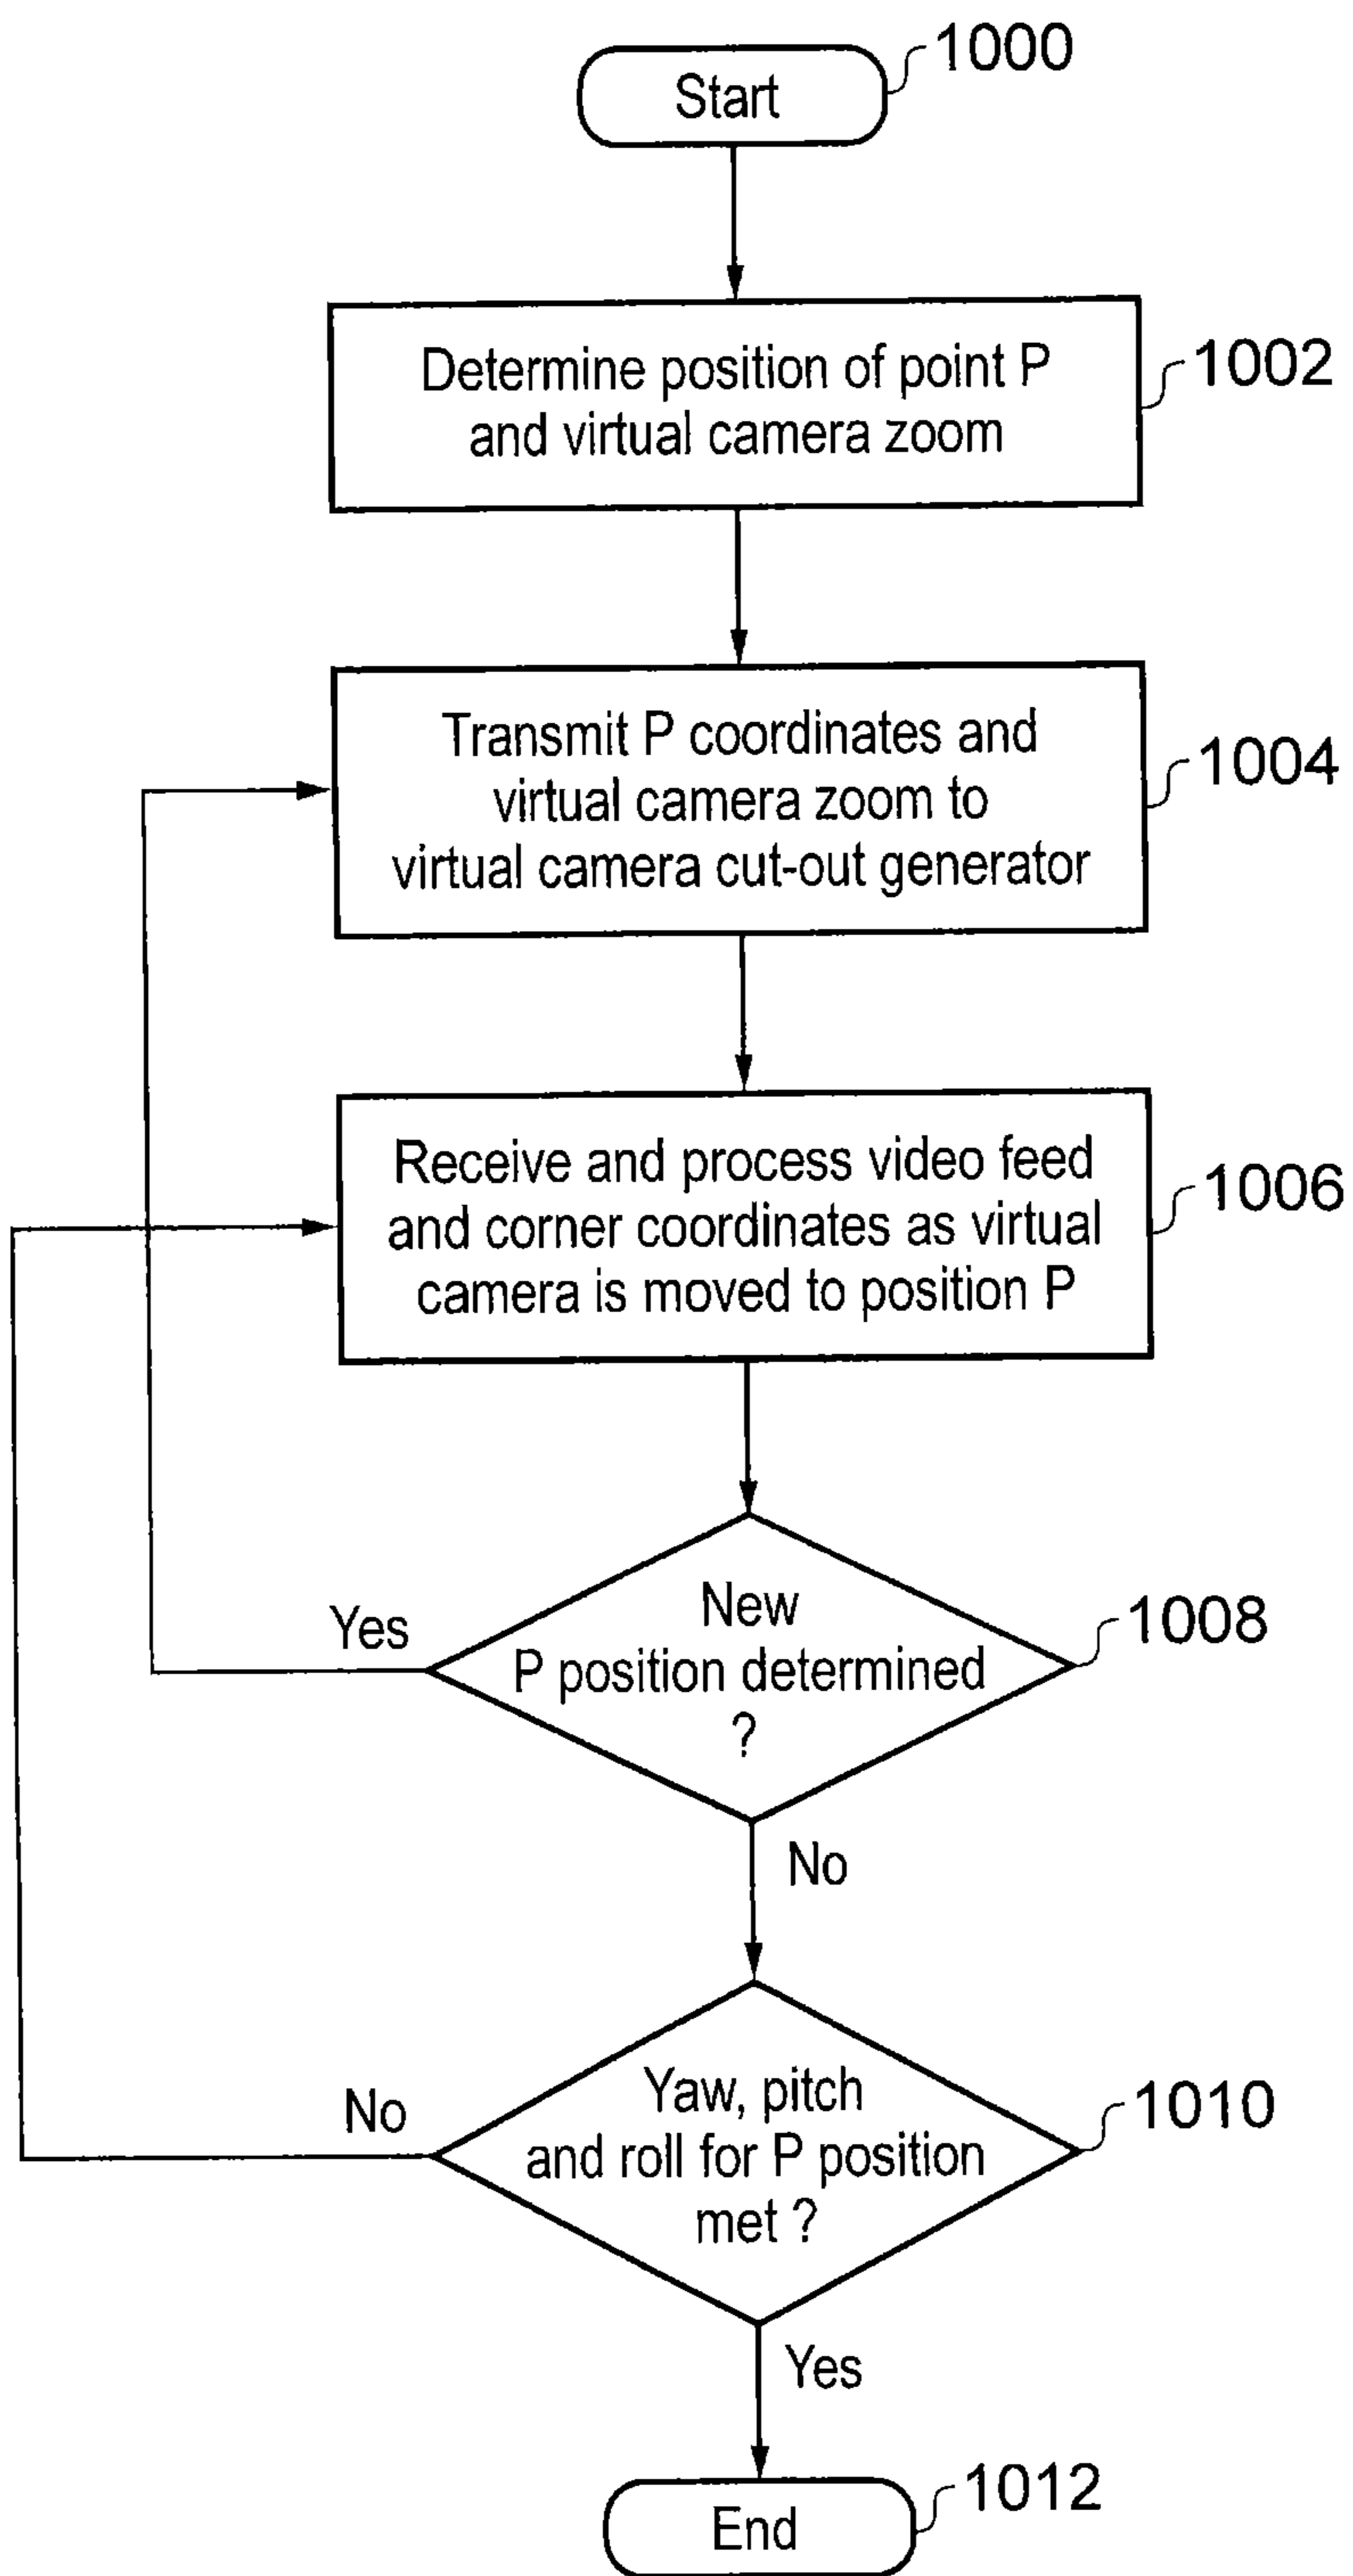 Start
1000
Determine position of point P
and virtual camera zoom
1002
Transmit P coordinates and
virtual camera zoom to
virtual camera cut-out generator
1004
Receive and process video feed
and corner coordinates as virtual
camera is moved to position P
1006
New
P position determined
?
1008
Yes
No
Yaw, pitch
and roll for P position
met ?
1010
No
Yes
End
1012